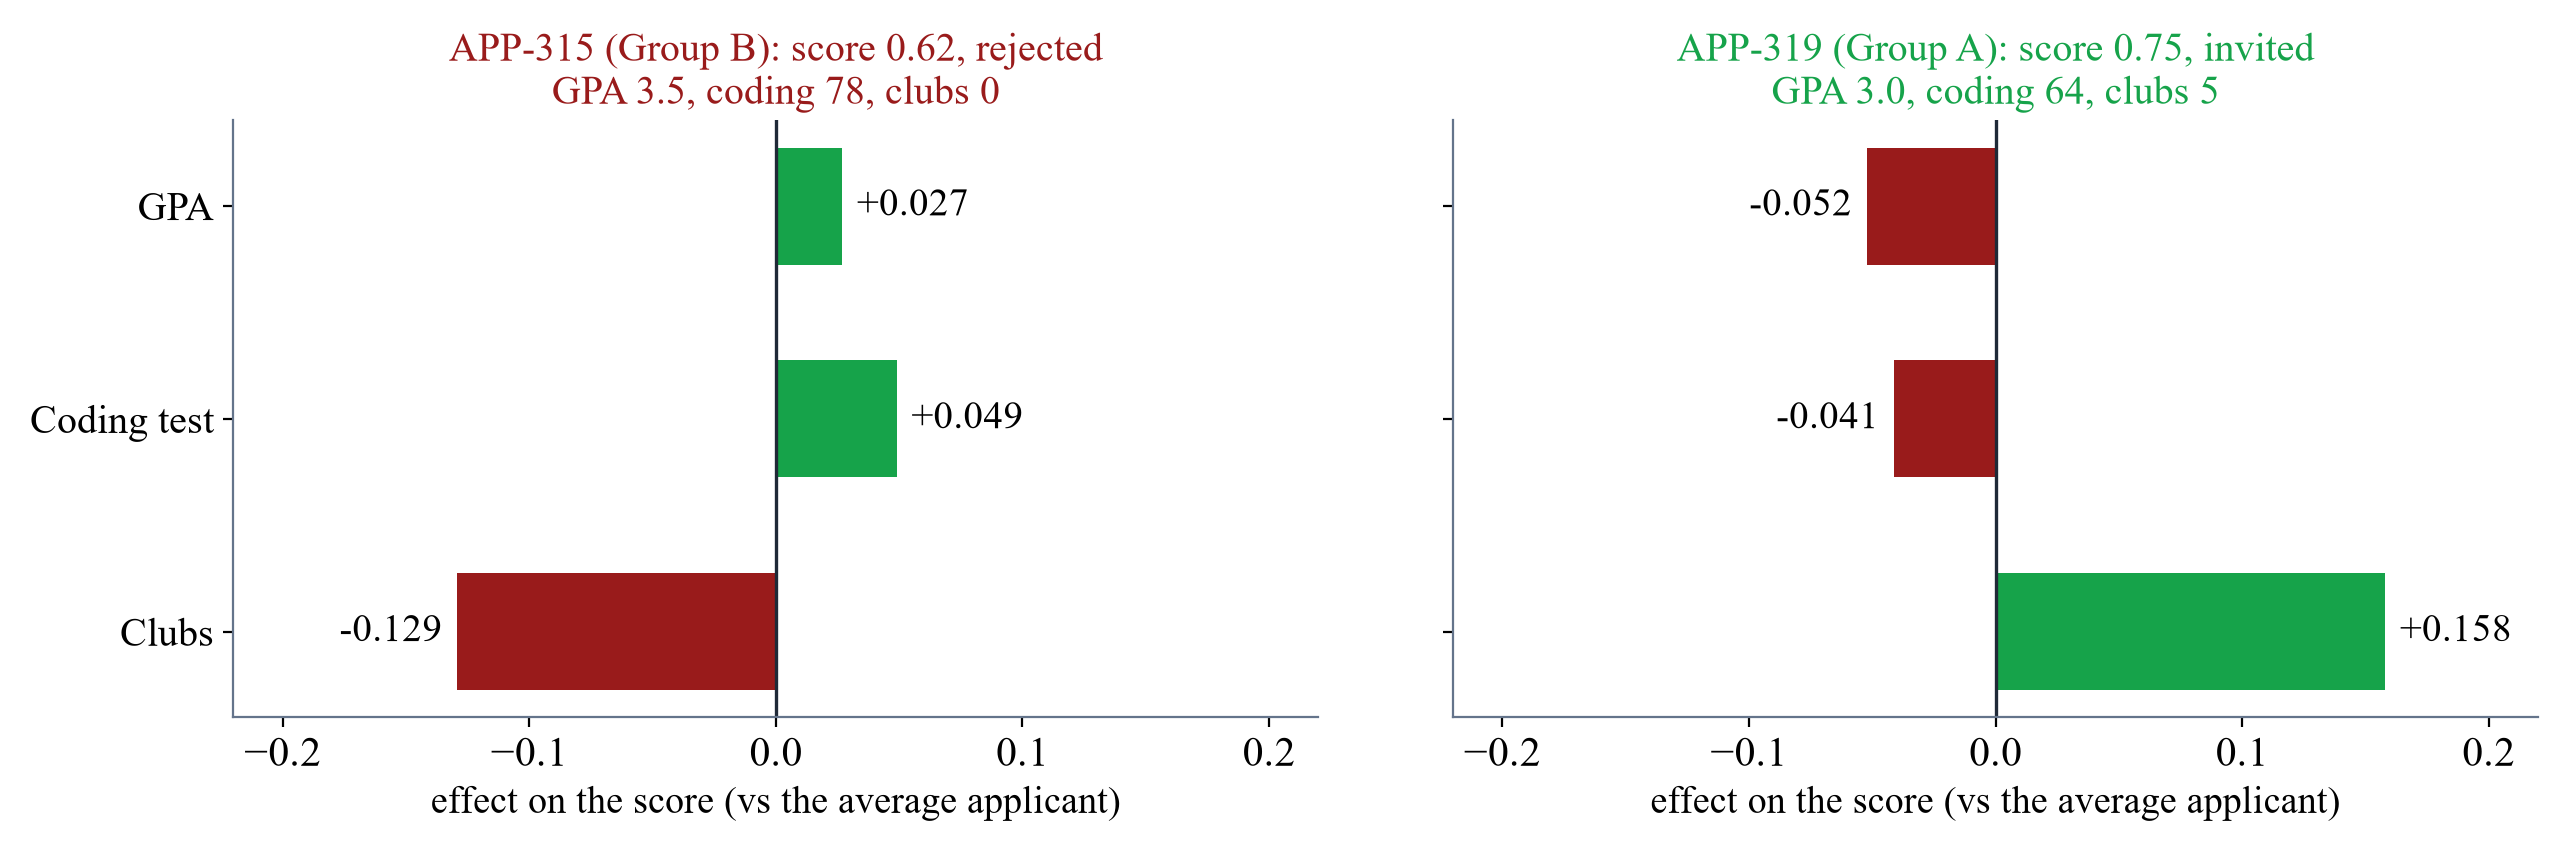 APP-315 (Group B): score 0.62, rejected
GPA 3.5, coding 78, clubs 0
GPA
+0.027
Coding test
+0.049
Clubs
-0.129
−0.2
−0.1
0.0
0.1
0.2
effect on the score (vs the average applicant)
APP-319 (Group A): score 0.75, invited
GPA 3.0, coding 64, clubs 5
-0.052
-0.041
+0.158
−0.2
−0.1
0.0
0.1
0.2
effect on the score (vs the average applicant)